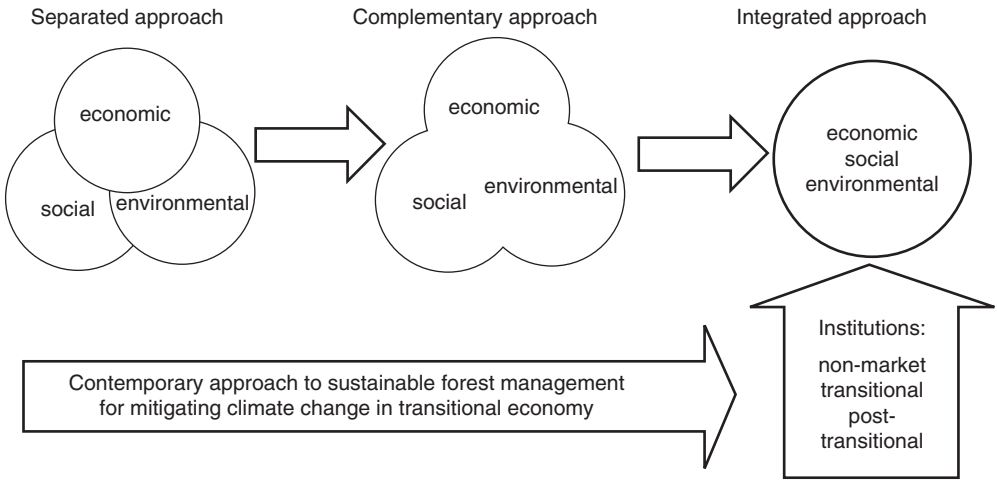 Separated approach
Complementary approach
Integrated approach
economic
social
environmental
economic
social
environmental
economic
social
environmental
Contemporary approach to sustainable forest management
for mitigating climate change in transitional economy
Institutions:
non-market
transitional
post-
transitional